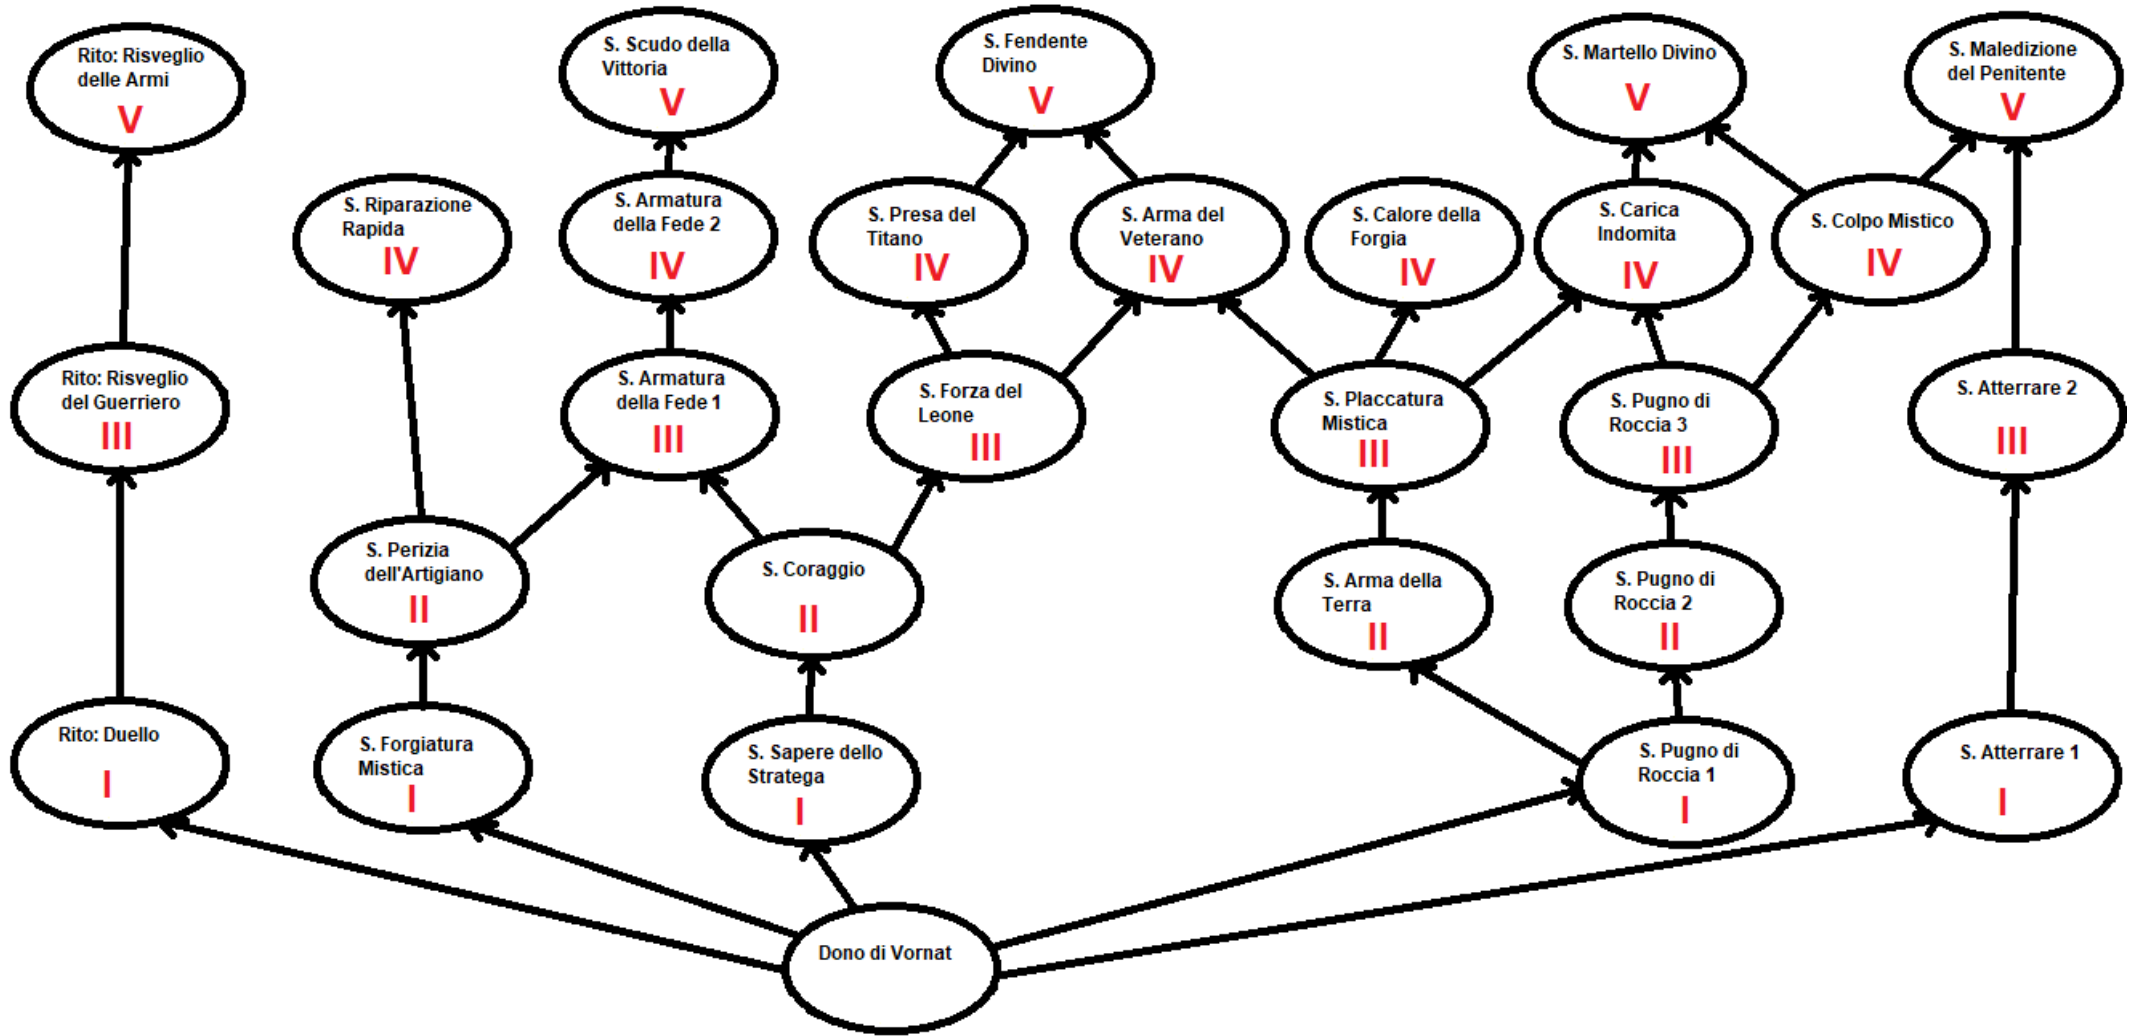 Rito: Risveglio
delle Armi
V
S. Scudo della
Vittoria
V
S. Fendente
Divino
V
S. Martello Divino
V
S. Maledizione
del Penitente
V
S. Riparazione
Rapida
IV
S. Armatura
della Fede 2
IV
S. Presa del
Titano
IV
S. Arma del
Veterano
IV
S. Calore della
Forgia
IV
S. Carica
Indomita
IV
S. Colpo Mistico
IV
Rito: Risveglio
del Guerriero
III
S. Armatura
della Fede 1
III
S. Forza del
Leone
III
S. Placcatura
Mistica
III
S. Pugno di
Roccia 3
III
S. Atterrare 2
III
S. Perizia
dell'Artigiano
II
S. Coraggio
II
S. Arma della
Terra
II
S. Pugno di
Roccia 2
II
Rito: Duello
I
S. Forgiatura
Mistica
I
S. Sapere dello
Stratega
I
S. Pugno di
Roccia 1
I
S. Atterrare 1
I
Dono di Vornat